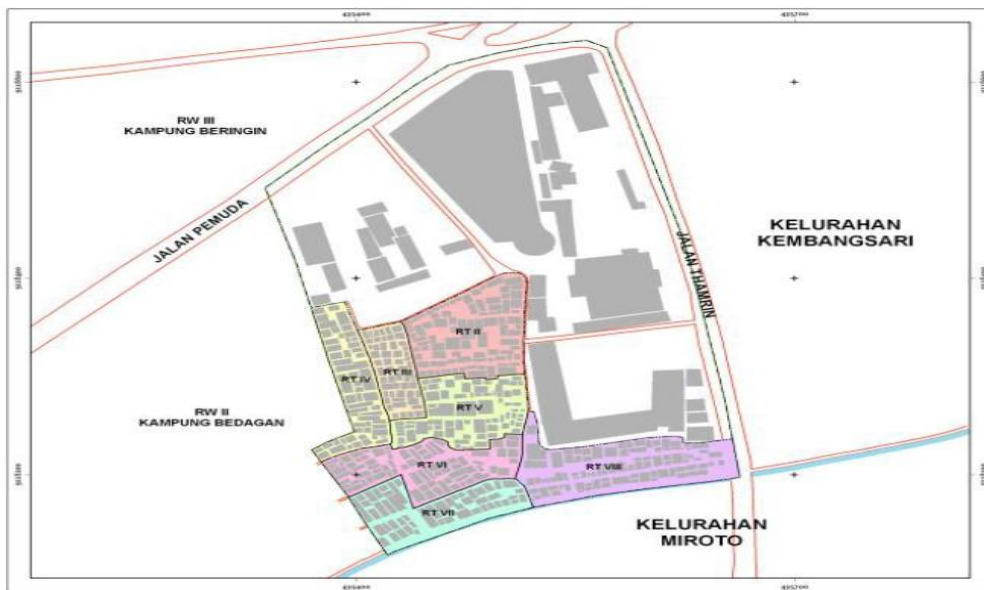 RW III
KAMPUNG BERINGIN
JALAN PEMUDA
KELURAHAN
KEMBANGSARI
JALAN THAMRIN
RT II
RT III
RT IV
RT V
RW II
KAMPUNG BEDAGAN
RT VI
RT VIII
RT VII
KELURAHAN
MIROTO